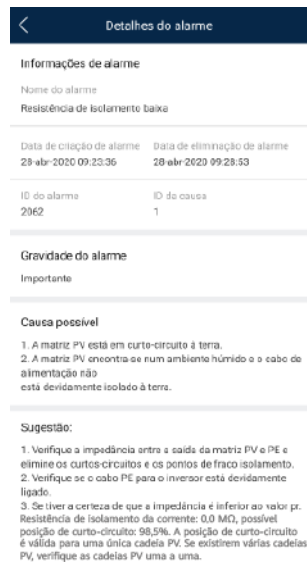 Detalhes do alarme
Informações de alarme
Nome do alarme
Resistência de isolamento baixa
Data de criação de alarme Data de eliminação de alarme
28-abr-2020 09:23:36 28-abr-2020 09:28:53
ID do alarme ID da causa
2062 1
Gravidade do alarme
Importante
Causa possível
1. A matriz PV está em curto-circuito à terra.
2. A matriz PV encontra-se num ambiente húmido e o cabo de
alimentação não
está devidamente isolado à terra.
Sugestão:
1. Verifique a impedância entre a saída da matriz PV e PE e
elimine os curtos-circuitos e os pontos de fraco isolamento.
2. Verifique se o cabo PE para o inversor está devidamente
ligado.
3. Se tiver a certeza de que a impedância é inferior ao valor pr.
Resistência de isolamento da corrente: 0,0 MΩ, possível
posição de curto-circuito: 98,5%. A posição de curto-circuito
é válida para uma única cadeia PV. Se existirem várias cadeias
PV, verifique as cadeias PV uma a uma.